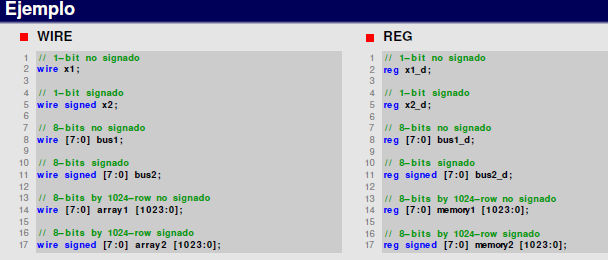 Ejemplo
WIRE
1 // 1-bit no signado
2 wire x1;
3
4 // 1-bit signado
5 wire signed x2;
6
7 // 8-bits no signado
8 wire [7:0] bus1;
9
10 // 8-bits signado
11 wire signed [7:0] bus2;
12
13 // 8-bits by 1024-row no signado
14 wire [7:0] array1 [1023:0];
15
16 // 8-bits by 1024-row signado
17 wire signed [7:0] array2 [1023:0];
REG
1 // 1-bit no signado
2 reg x1_d;
3
4 // 1-bit signado
5 reg x2_d;
6
7 // 8-bits no signado
8 reg [7:0] bus1_d;
9
10 // 8-bits signado
11 reg signed [7:0] bus2_d;
12
13 // 8-bits by 1024-row no signado
14 reg [7:0] memory1 [1023:0];
15
16 // 8-bits by 1024-row signado
17 reg signed [7:0] memory2 [1023:0];